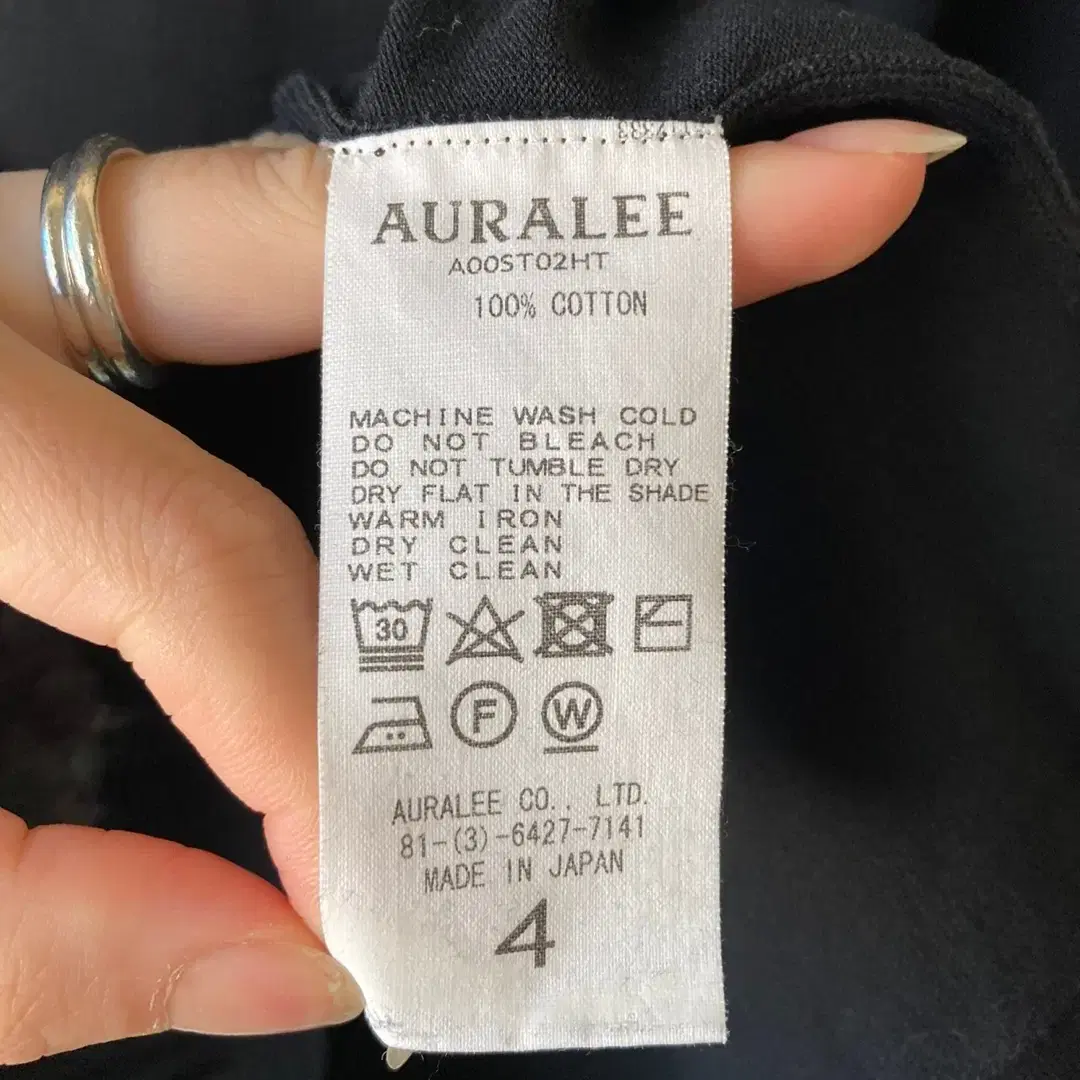 AURALEE
A00ST02HT
100% COTTON
MACHINE WASH COLD
DO NOT BLEACH
DO NOT TUMBLE DRY
DRY FLAT IN THE SHADE
WARM IRON
DRY CLEAN
WET CLEAN
30
F W
AURALEE CO., LTD.
81-(3)-6427-7141
MADE IN JAPAN
4